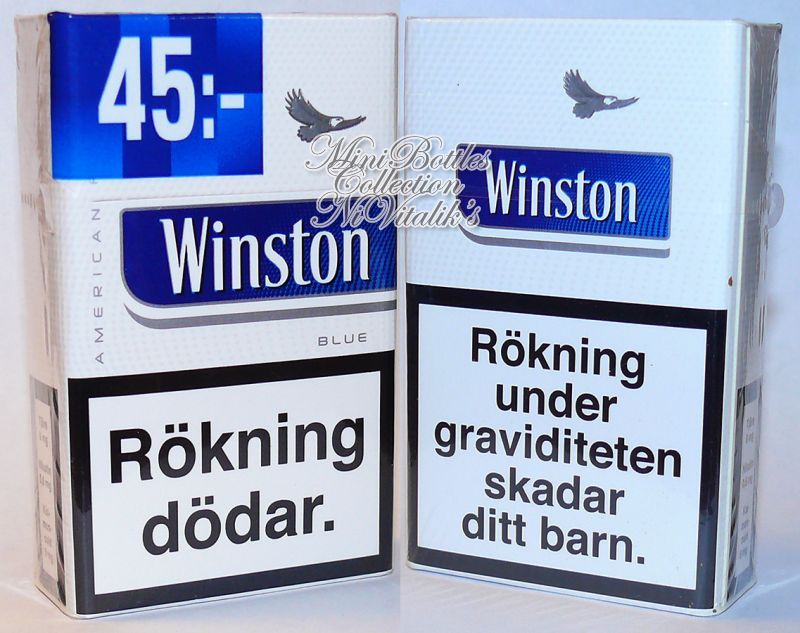 45:-
AMERICAN
Winston
BLUE
Rökning
dödar.
Mini Bottles
Collection
NiVitalik's
Winston
Rökning
under
graviditeten
skadar
ditt barn.